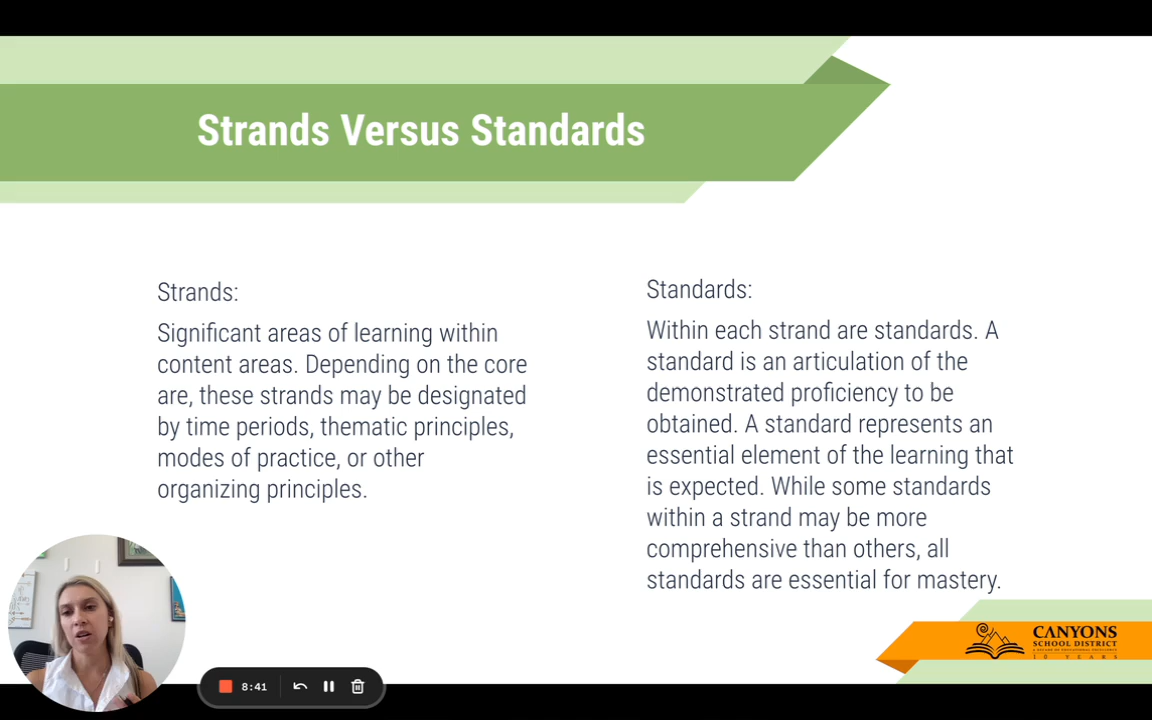 Strands Versus Standards
Strands:
Significant areas of learning within
content areas. Depending on the core
are, these strands may be designated
by time periods, thematic principles,
modes of practice, or other
organizing principles.
Standards:
Within each strand are standards. A
standard is an articulation of the
demonstrated proficiency to be
obtained. A standard represents an
essential element of the learning that
is expected. While some standards
within a strand may be more
comprehensive than others, all
standards are essential for mastery.
CANYONS
SCHOOL DISTRICT
10 YEARS
8:41